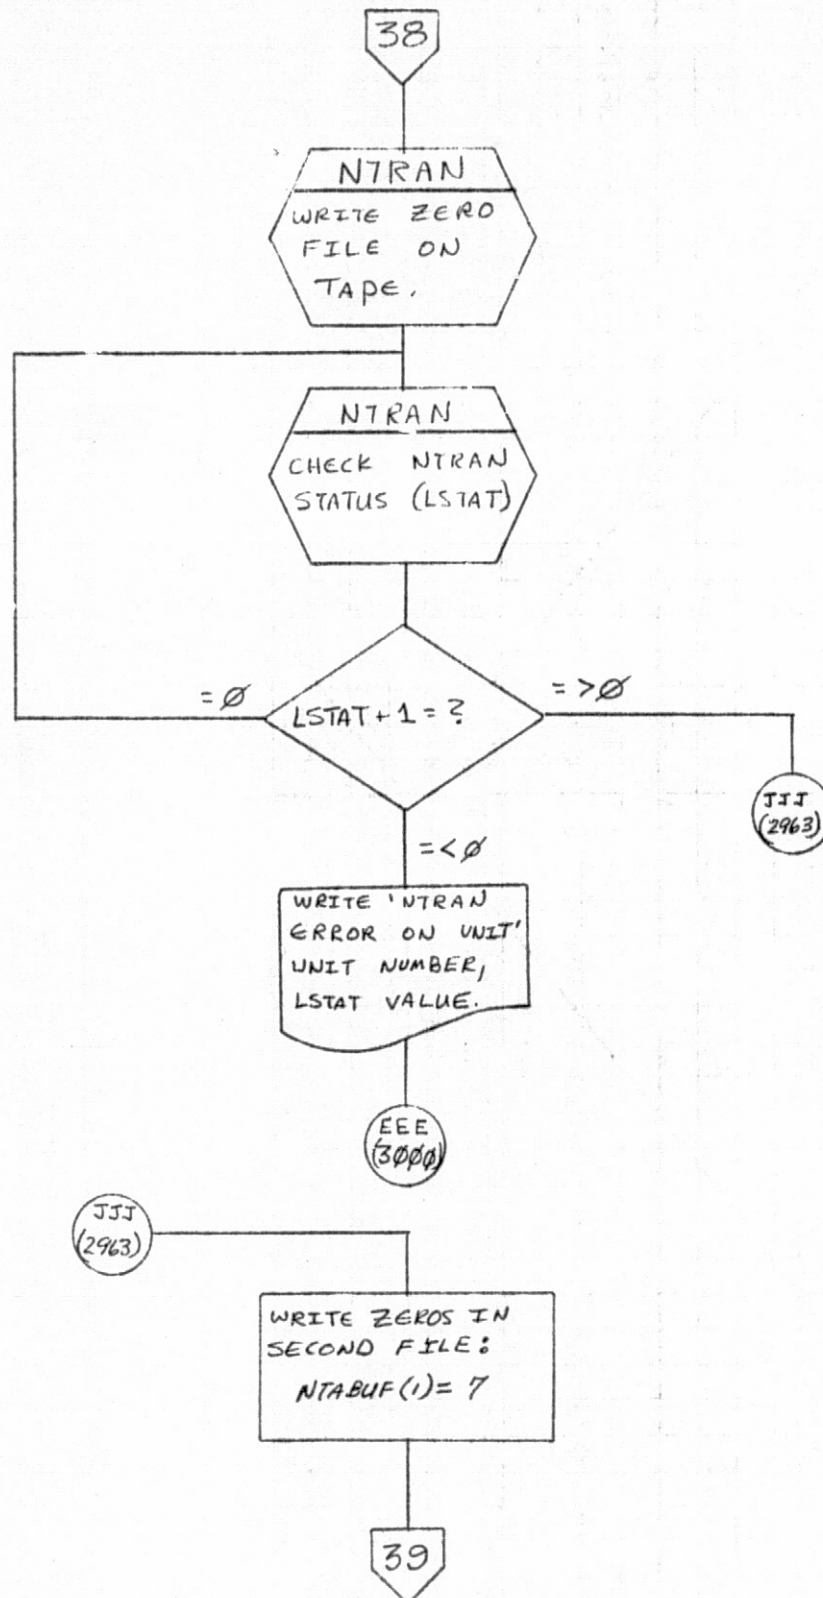 38
NTRAN
WRITE ZERO
FILE ON
TAPE.
NTRAN
CHECK NTRAN
STATUS (LSTAT)
=Ø
LSTAT+1=?
=>Ø
JJJ
(2963)
=<Ø
WRITE 'NTRAN
ERROR ON UNIT'
UNIT NUMBER,
LSTAT VALUE.
EEE
(3ØØØ)
JJJ
(2963)
WRITE ZEROS IN
SECOND FILE:
NTABUF(1)=7
39